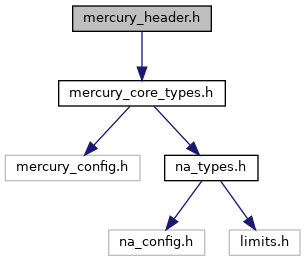 mercury_header.h
mercury_core_types.h
mercury_config.h
na_types.h
na_config.h
limits.h